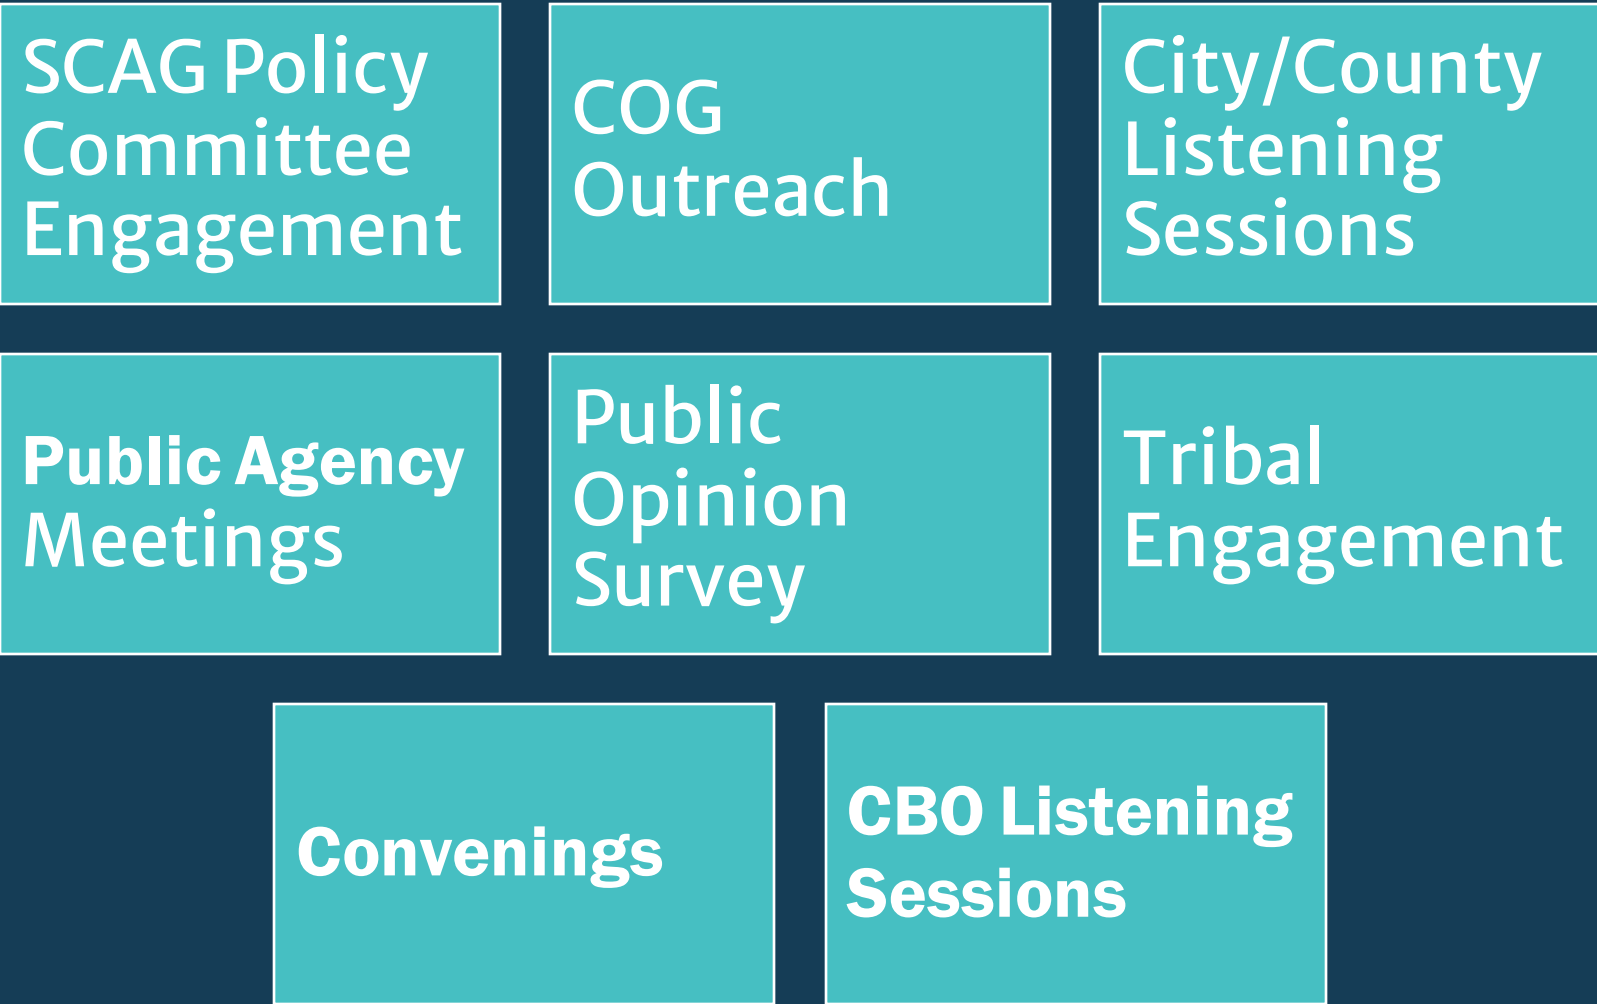 SCAG Policy
Committee
Engagement
COG
Outreach
City/County
Listening
Sessions
Public Agency
Meetings
Public
Opinion
Survey
Tribal
Engagement
Convenings
CBO Listening
Sessions